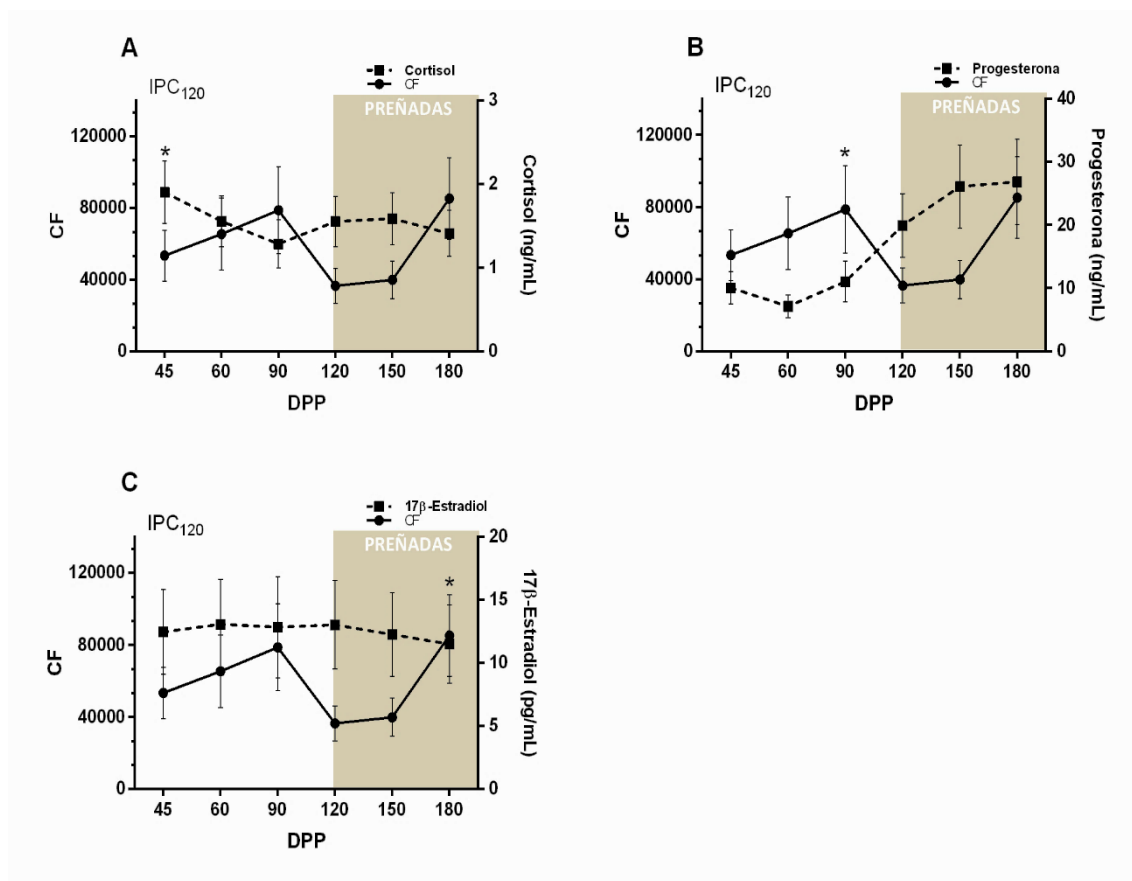 A
Cortisol
CF
IPC120
PREÑADAS
3
2
1
0
120000
80000
40000
0
CF
Cortisol (ng/mL)
*
45 60 90 120 150 180
DPP
B
Progesterona
CF
IPC120
PREÑADAS
40
30
20
10
0
120000
80000
40000
0
CF
Progesterona (ng/mL)
*
45 60 90 120 150 180
DPP
C
17β-Estradiol
CF
IPC120
PREÑADAS
20
15
10
5
0
120000
80000
40000
0
CF
17β-Estradiol (pg/mL)
*
45 60 90 120 150 180
DPP